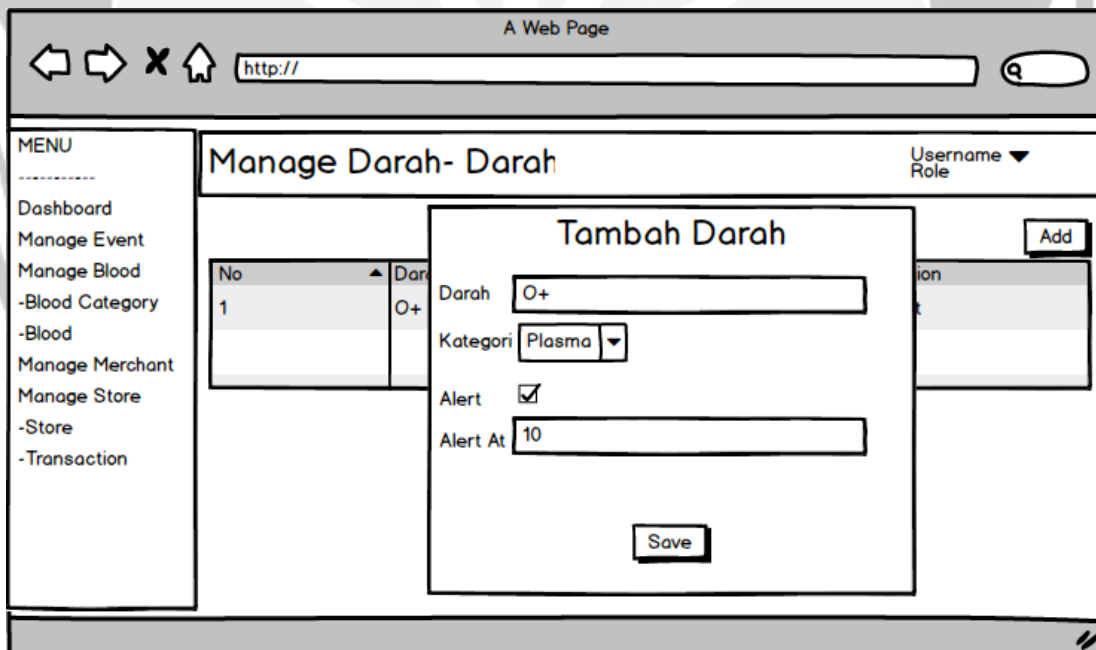 A Web Page
http://
MENU
-----------
Dashboard
Manage Event
Manage Blood
-Blood Category
-Blood
Manage Merchant
Manage Store
-Store
-Transaction
Manage Darah- Darah
Username
Role
Add
No
1
O+
Tambah Darah
Darah O+
Kategori Plasma
Alert
Alert At 10
Save